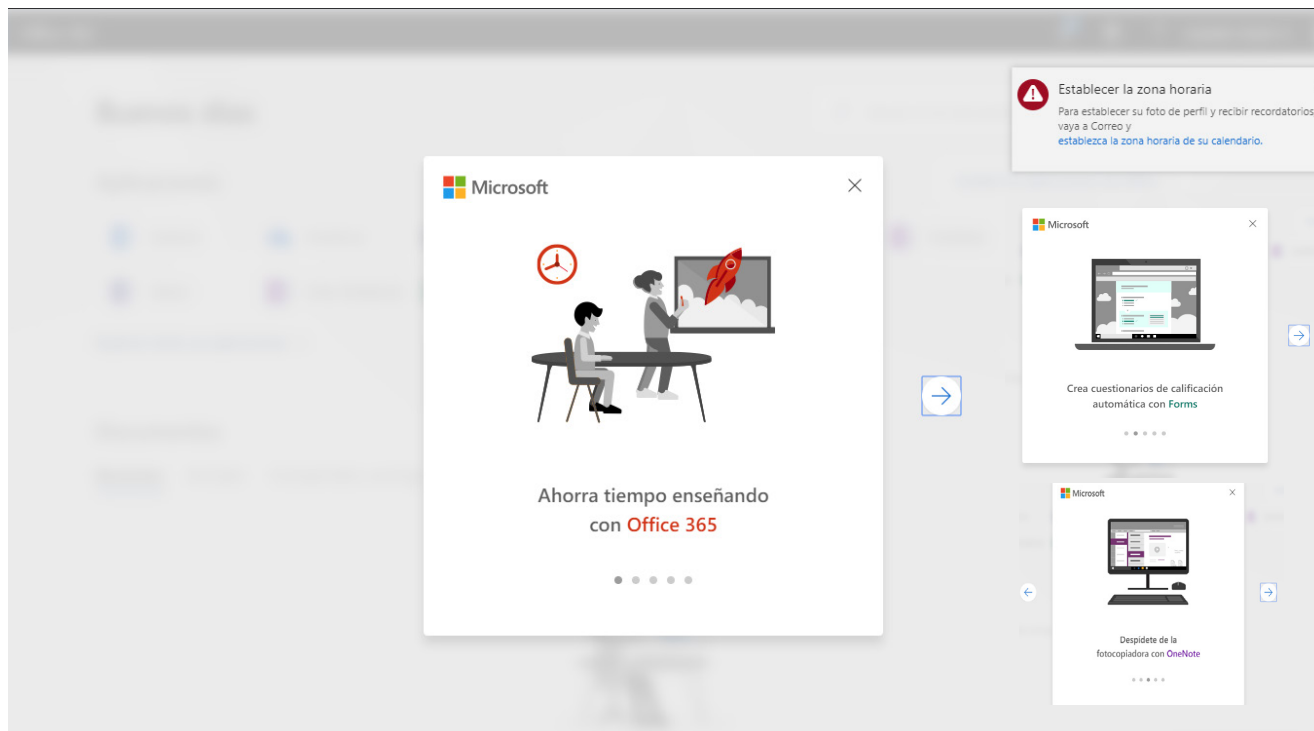 Buenos días
Establecer la zona horaria
Para establecer su foto de perfil y recibir recordatorios
vaya a Correo y
establezca la zona horaria de su calendario.
Microsoft
Ahorra tiempo enseñando
con Office 365
Microsoft
Crea cuestionarios de calificación
automática con Forms
Microsoft
Despídete de la
fotocopiadora con OneNote